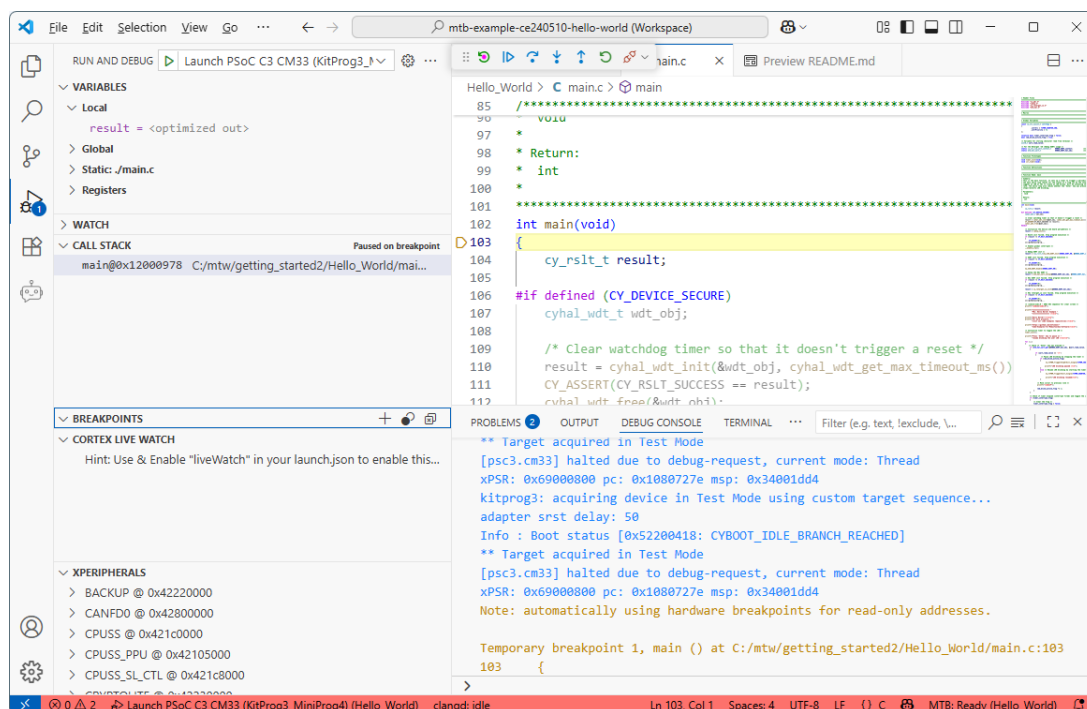 File Edit Selection View Go ··· mtb-example-ce240510-hello-world (Workspace)
RUN AND DEBUG Launch PSoC C3 CM33 (KitProg3_M ···
main.c Preview README.md ···
Hello_World > C main.c > main
VARIABLES
Local
result = <optimized out>
Global
Static: ./main.c
Registers
WATCH
CALL STACK Paused on breakpoint
main@0x12000978 C:/mtw/getting_started2/Hello_World/mai...
BREAKPOINTS
CORTEX LIVE WATCH
Hint: Use & Enable "liveWatch" in your launch.json to enable this...
XPERIPHERALS
BACKUP @ 0x42220000
CANFD0 @ 0x42800000
CPUSS @ 0x421c0000
CPUSS_PPU @ 0x42105000
CPUSS_SL_CTL @ 0x421c8000
1
85 /******************************************************************
96 * void
97 *
98 * Return:
99 * int
100 *
101 *******************************************************************
102 int main(void)
103 {
104 cy_rslt_t result;
105
106 #if defined (CY_DEVICE_SECURE)
107 cyhal_wdt_t wdt_obj;
108
109 /* Clear watchdog timer so that it doesn't trigger a reset */
110 result = cyhal_wdt_init(&wdt_obj, cyhal_wdt_get_max_timeout_ms())
111 CY_ASSERT(CY_RSLT_SUCCESS == result);
112 cyhal_wdt_free(&wdt_obj);
PROBLEMS 2 OUTPUT DEBUG CONSOLE TERMINAL ··· Filter (e.g. text, !exclude, \...
** Target acquired in Test Mode
[psc3.cm33] halted due to debug-request, current mode: Thread
xPSR: 0x69000800 pc: 0x1080727e msp: 0x34001dd4
kitprog3: acquiring device in Test Mode using custom target sequence...
adapter srst delay: 50
Info : Boot status [0x52200418: CYBOOT_IDLE_BRANCH_REACHED]
** Target acquired in Test Mode
[psc3.cm33] halted due to debug-request, current mode: Thread
xPSR: 0x69000800 pc: 0x1080727e msp: 0x34001dd4
Note: automatically using hardware breakpoints for read-only addresses.
Temporary breakpoint 1, main () at C:/mtw/getting_started2/Hello_World/main.c:103
103 {
>
0 2 Launch PSoC C3 CM33 (KitProg3_MiniProg4) (Hello_World) clangd: idle Ln 103, Col 1 Spaces: 4 UTF-8 LF {} C MTB: Ready (Hello_World)